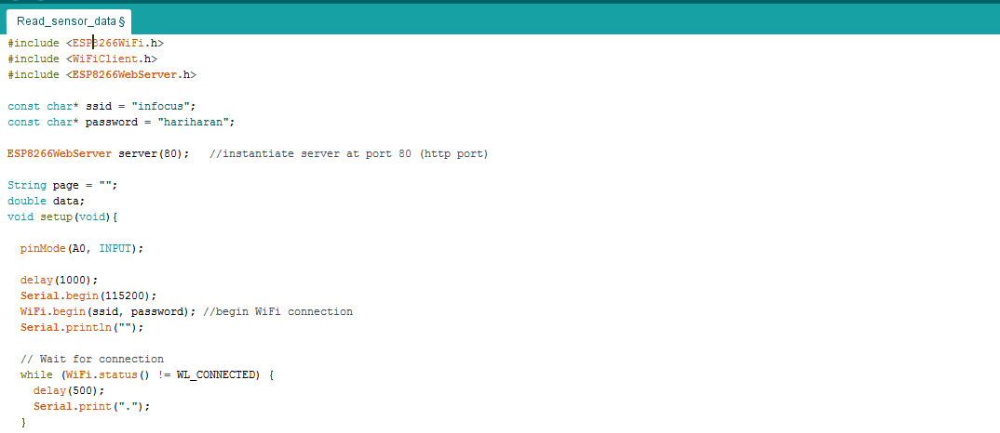 Read_sensor_data §
#include <ESP8266WiFi.h>
#include <WiFiClient.h>
#include <ESP8266WebServer.h>
const char* ssid = "infocus";
const char* password = "hariharan";
ESP8266WebServer server(80);   //instantiate server at port 80 (http port)
String page = "";
double data;
void setup(void){
  pinMode(A0, INPUT);
  delay(1000);
  Serial.begin(115200);
  WiFi.begin(ssid, password); //begin WiFi connection
  Serial.println("");
  // Wait for connection
  while (WiFi.status() != WL_CONNECTED) {
    delay(500);
    Serial.print(".");
  }